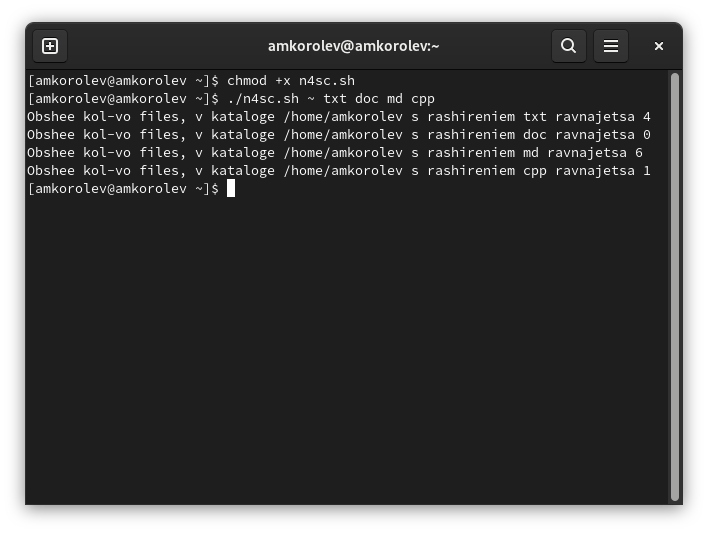 amkorolev@amkorolev:~
[amkorolev@amkorolev ~]$ chmod +x n4sc.sh
[amkorolev@amkorolev ~]$ ./n4sc.sh ~ txt doc md cpp
Obshee kol-vo files, v kataloge /home/amkorolev s rashireniem txt ravnajetsa 4
Obshee kol-vo files, v kataloge /home/amkorolev s rashireniem doc ravnajetsa 0
Obshee kol-vo files, v kataloge /home/amkorolev s rashireniem md ravnajetsa 6
Obshee kol-vo files, v kataloge /home/amkorolev s rashireniem cpp ravnajetsa 1
[amkorolev@amkorolev ~]$